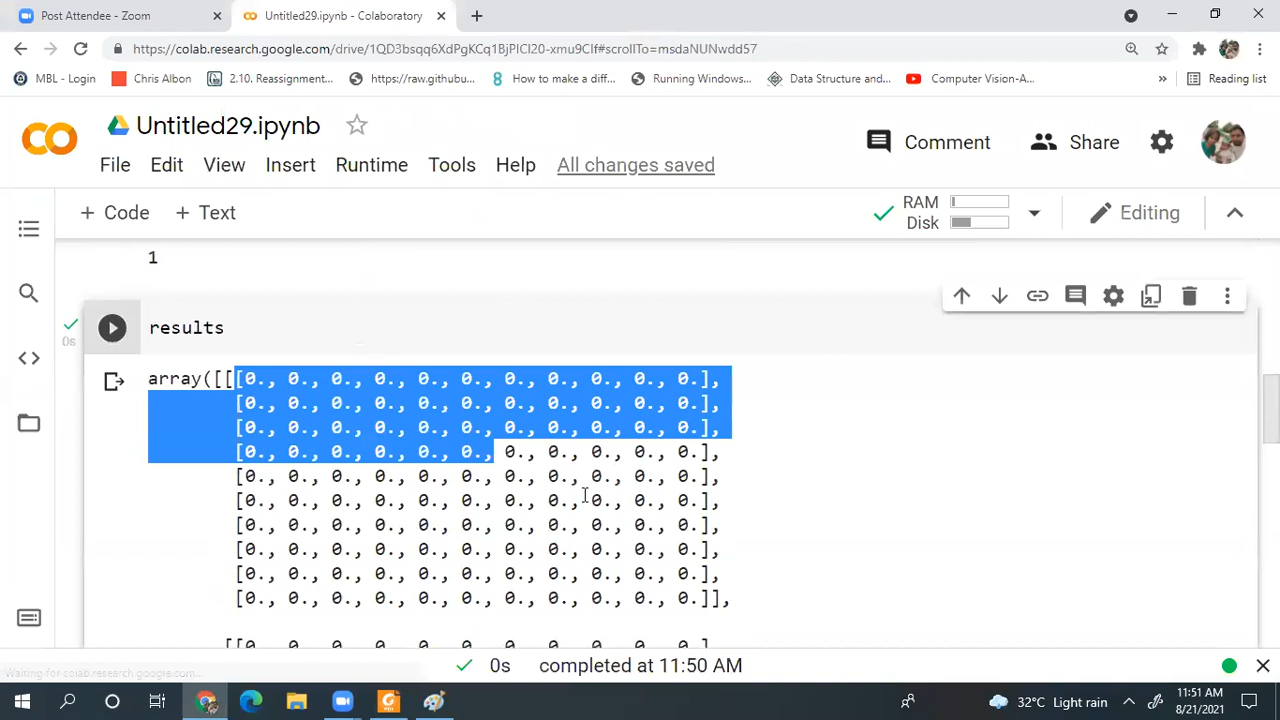 Post Attendee - Zoom
Untitled29.ipynb - Colaboratory
https://colab.research.google.com/drive/1QD3bsqq6XdPgKCq1BjPICI20-xmu9CIf#scrollTo=msdaNUNwdd57
MBL - Login
Chris Albon
2.10. Reassignment...
https://raw.githubu...
How to make a diff...
Running Windows...
Data Structure and...
Computer Vision-A...
»
Reading list
Untitled29.ipynb
Comment
Share
File Edit View Insert Runtime Tools Help All changes saved
+ Code + Text
RAM
Disk
Editing
1
results
0s
array([[[0., 0., 0., 0., 0., 0., 0., 0., 0., 0., 0.],
[0., 0., 0., 0., 0., 0., 0., 0., 0., 0., 0.],
[0., 0., 0., 0., 0., 0., 0., 0., 0., 0., 0.],
[0., 0., 0., 0., 0., 0., 0., 0., 0., 0., 0.],
[0., 0., 0., 0., 0., 0., 0., 0., 0., 0., 0.],
[0., 0., 0., 0., 0., 0., 0., 0., 0., 0., 0.],
[0., 0., 0., 0., 0., 0., 0., 0., 0., 0., 0.],
[0., 0., 0., 0., 0., 0., 0., 0., 0., 0., 0.],
[0., 0., 0., 0., 0., 0., 0., 0., 0., 0., 0.],
[0., 0., 0., 0., 0., 0., 0., 0., 0., 0., 0.]],
Waiting for colab.research.google.com...
0s completed at 11:50 AM
32°C Light rain
11:51 AM
8/21/2021